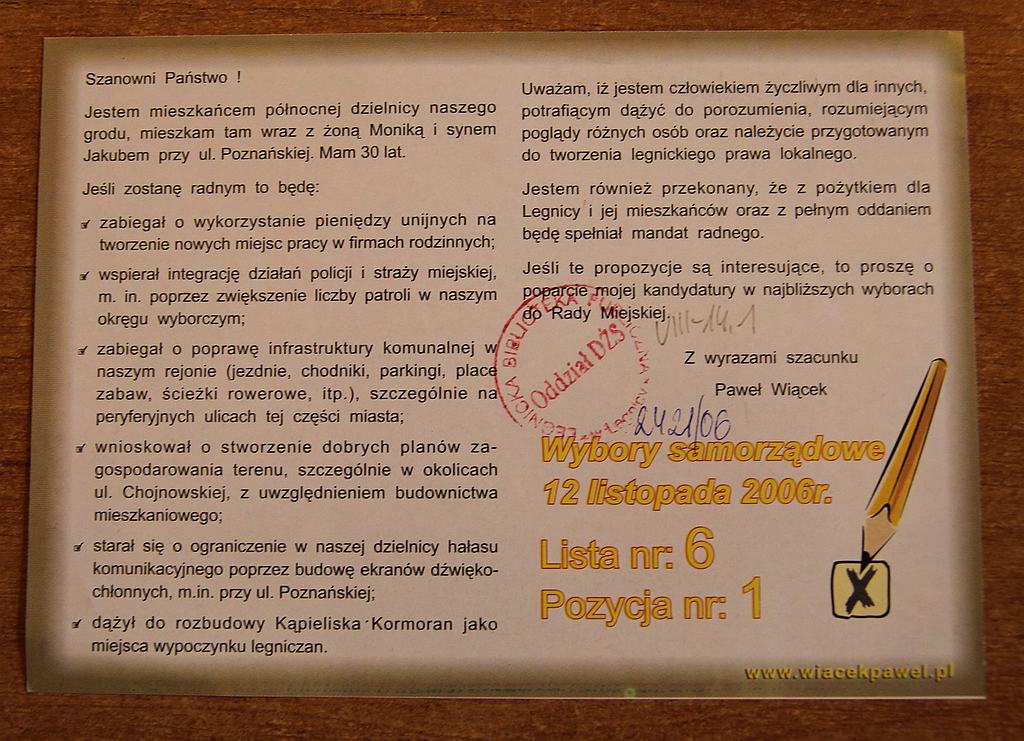 Szanowni Państwo !
Jestem mieszkańcem północnej dzielnicy naszego
grodu, mieszkam tam wraz z żoną Moniką i synem
Jakubem przy ul. Poznańskiej. Mam 30 lat.
Jeśli zostanę radnym to będę:
zabiegał o wykorzystanie pieniędzy unijnych na
tworzenie nowych miejsc pracy w firmach rodzinnych;
wspierał integrację działań policji i straży miejskiej,
m. in. poprzez zwiększenie liczby patroli w naszym
okręgu wyborczym;
zabiegał o poprawę infrastruktury komunalnej w
naszym rejonie (jezdnie, chodniki, parkingi, place
zabaw, ścieżki rowerowe, itp.), szczególnie na
peryferyjnych ulicach tej części miasta;
wnioskował o stworzenie dobrych planów za-
gospodarowania terenu, szczególnie w okolicach
ul. Chojnowskiej, z uwzględnieniem budownictwa
mieszkaniowego;
starał się o ograniczenie w naszej dzielnicy hałasu
komunikacyjnego poprzez budowę ekranów dźwięko-
chłonnych, m.in. przy ul. Poznańskiej;
dążył do rozbudowy Kąpieliska Kormoran jako
miejsca wypoczynku legniczan.
Uważam, iż jestem człowiekiem życzliwym dla innych,
potrafiącym dążyć do porozumienia, rozumiejącym
poglądy różnych osób oraz należycie przygotowanym
do tworzenia legnickiego prawa lokalnego.
Jestem również przekonany, że z pożytkiem dla
Legnicy i jej mieszkańców oraz z pełnym oddaniem
będę spełniał mandat radnego.
Jeśli te propozycje są interesujące, to proszę o
poparcie mojej kandydatury w najbliższych wyborach
do Rady Miejskiej.
VIII-14.1
LEGNICKA BIBLIOTEKA PUBLICZNA
Oddział DŻS
Z wyrazami szacunku
Paweł Wiącek
2421/06
Wybory samorządowe
12 listopada 2006r.
Lista nr: 6
Pozycja nr: 1
X
www.wiacekpawel.pl